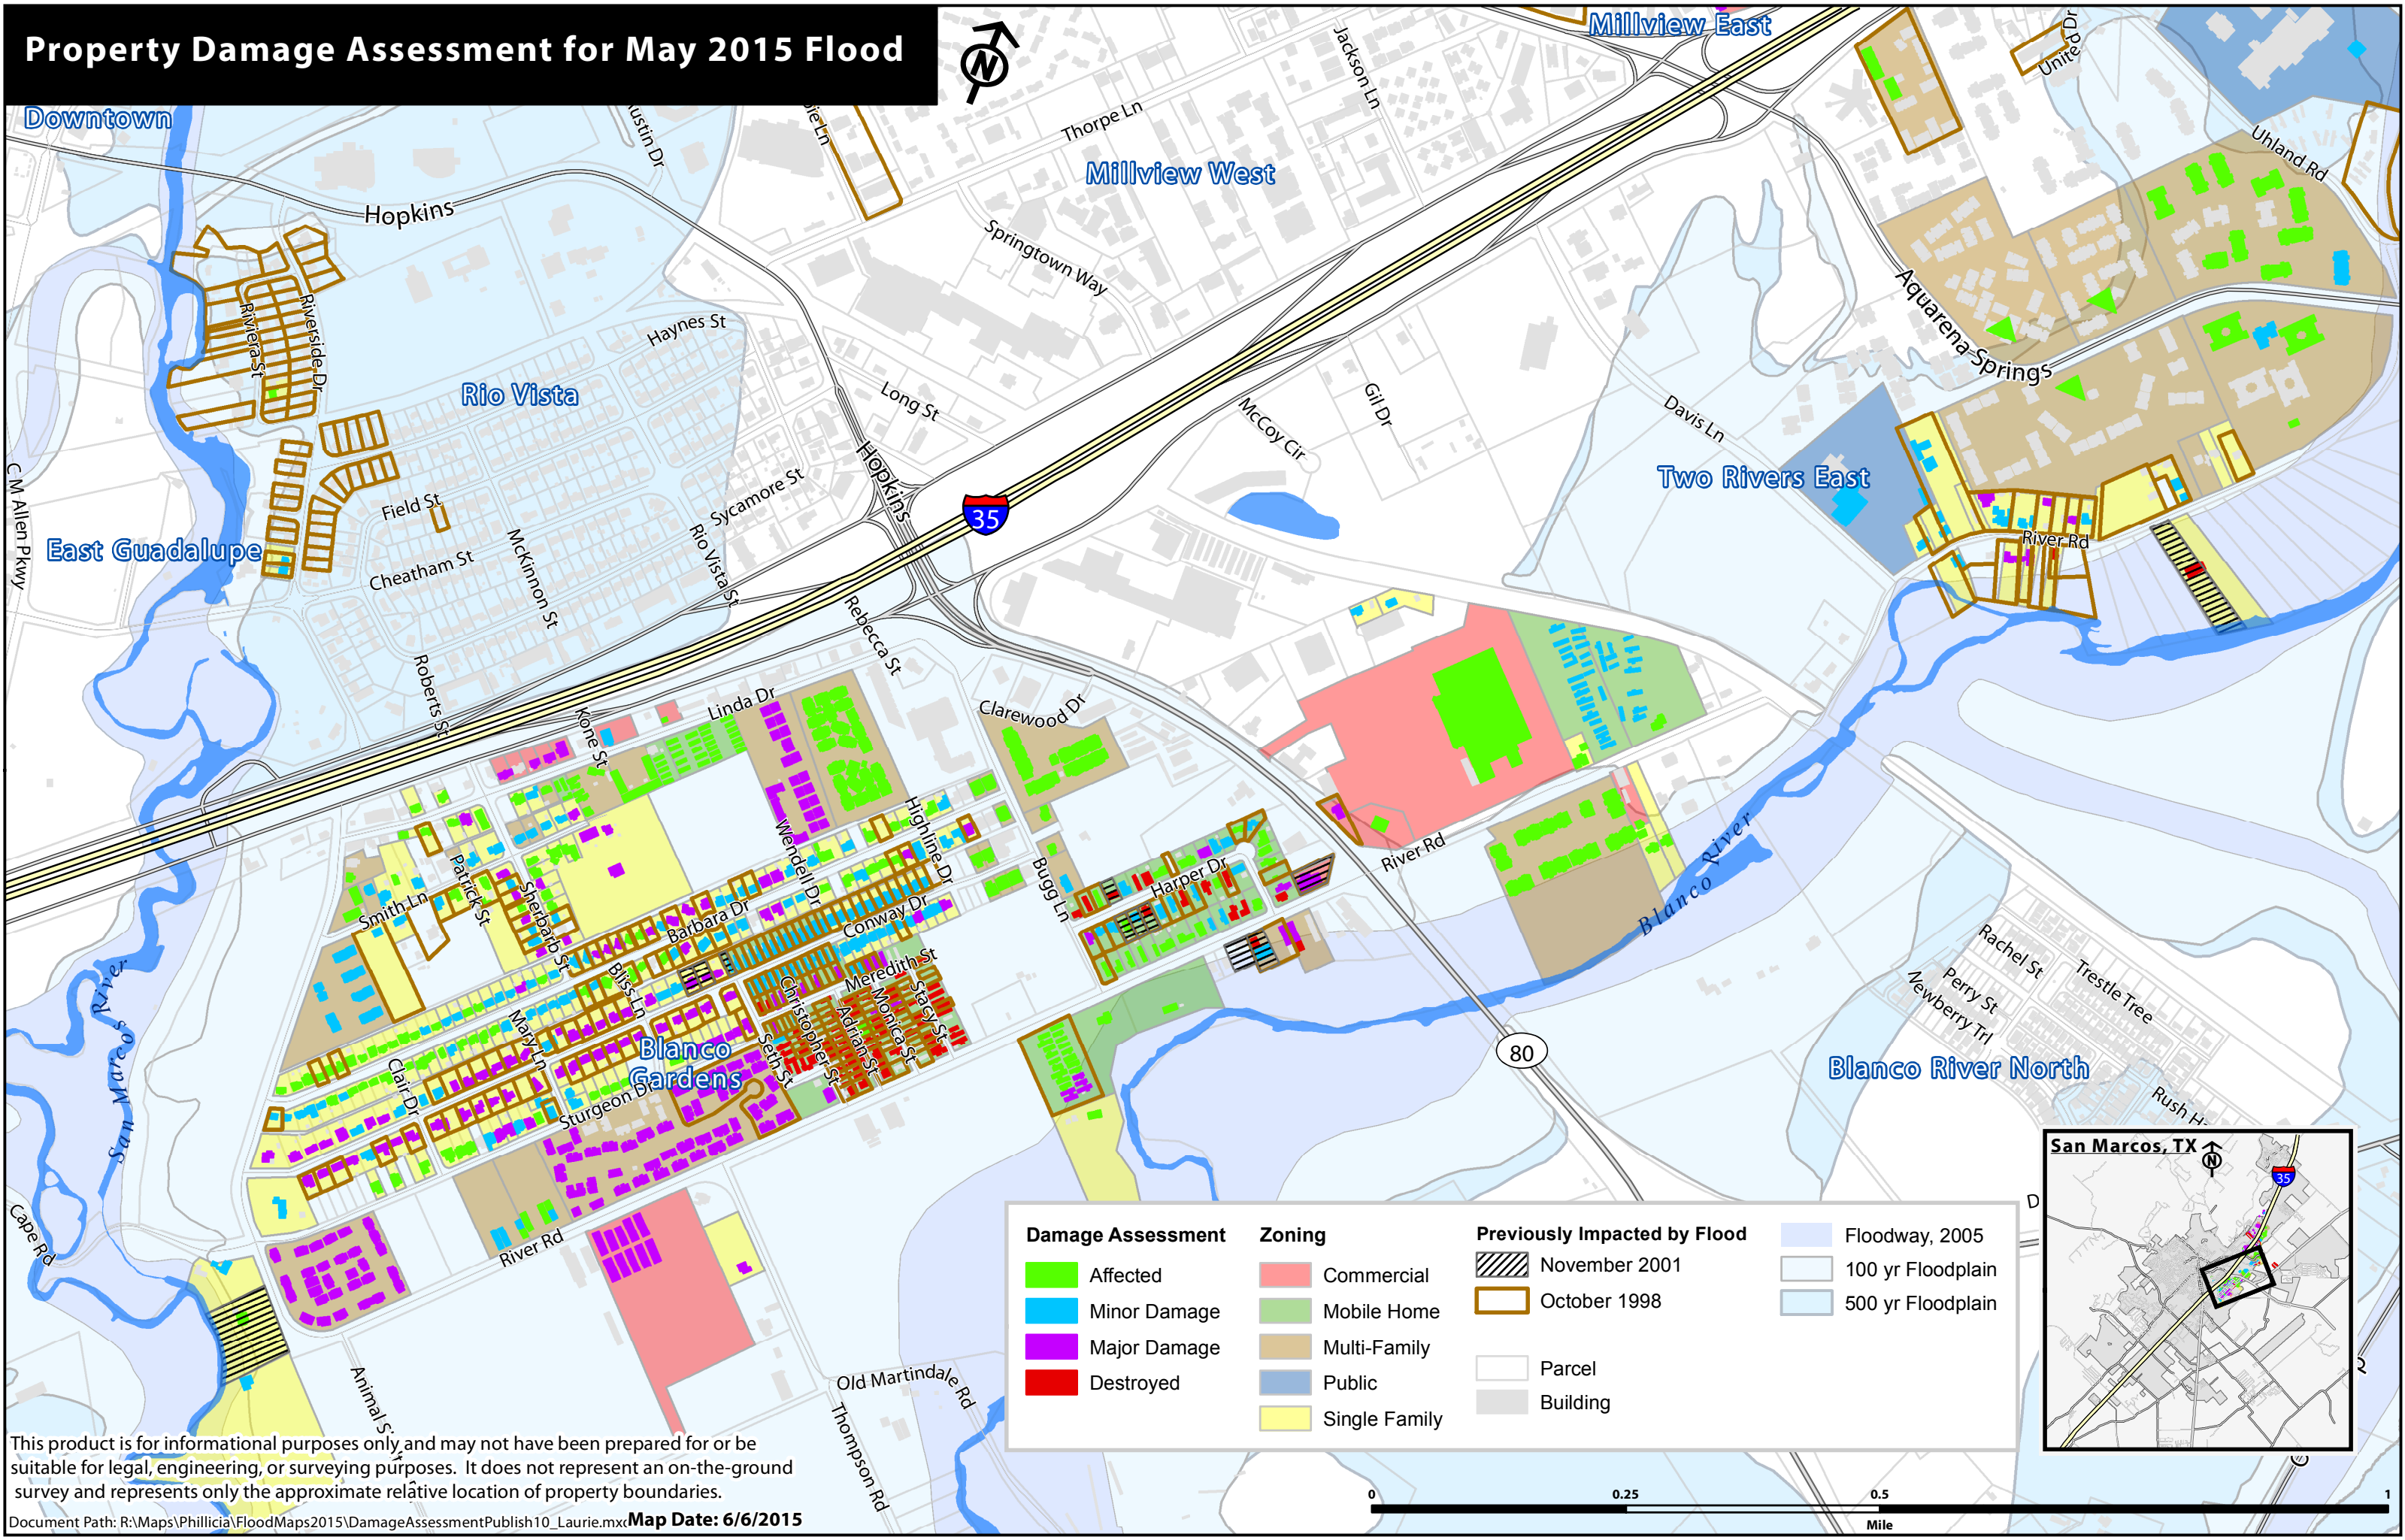 Property Damage Assessment for May 2015 Flood
N
Millview East
Downtown
Austin Dr
Jackson Ln
Thorpe Ln
Millview West
Uhland Rd
Hopkins
Springtown Way
Riviera St
Riverside Dr
Haynes St
Rio Vista
Long St
Aquarena Springs
Gil Dr
McCoy Cir
Davis Ln
C M Allen Pkwy
Hopkins
Sycamore St
Two Rivers East
Field St
35
East Guadalupe
Cheatham St
McKinnon St
Rio Vista St
River Rd
Rebecca St
Roberts St
Kone St
Linda Dr
Clarewood Dr
Highline Dr
Wendell Dr
Patrick St
Sherbarb St
Smith Ln
Barbara Dr
Conway Dr
Bugg Ln
Harper Dr
River Rd
Blanco River
Bliss Ln
Meredith St
Christopher St
Adrian St
Monica St
Stacy St
Seth St
Mary Ln
Clair Dr
Blanco
Gardens
Sturgeon Dr
San Marcos River
80
Rachel St
Perry St
Newberry Trl
Trestle Tree
Blanco River North
Cape Rd
River Rd
Old Martindale Rd
Thompson Rd
Damage Assessment
Affected
Minor Damage
Major Damage
Destroyed
Zoning
Commercial
Mobile Home
Multi-Family
Public
Single Family
Previously Impacted by Flood
November 2001
October 1998
Parcel
Building
Floodway, 2005
100 yr Floodplain
500 yr Floodplain
San Marcos, TX
N
35
This product is for informational purposes only and may not have been prepared for or be
suitable for legal, engineering, or surveying purposes. It does not represent an on-the-ground
survey and represents only the approximate relative location of property boundaries.
Document Path: R:\Maps\Phillicia\FloodMaps2015\DamageAssessmentPublish10_Laurie.mxd
Map Date: 6/6/2015
0 0.25 0.5 1
Mile